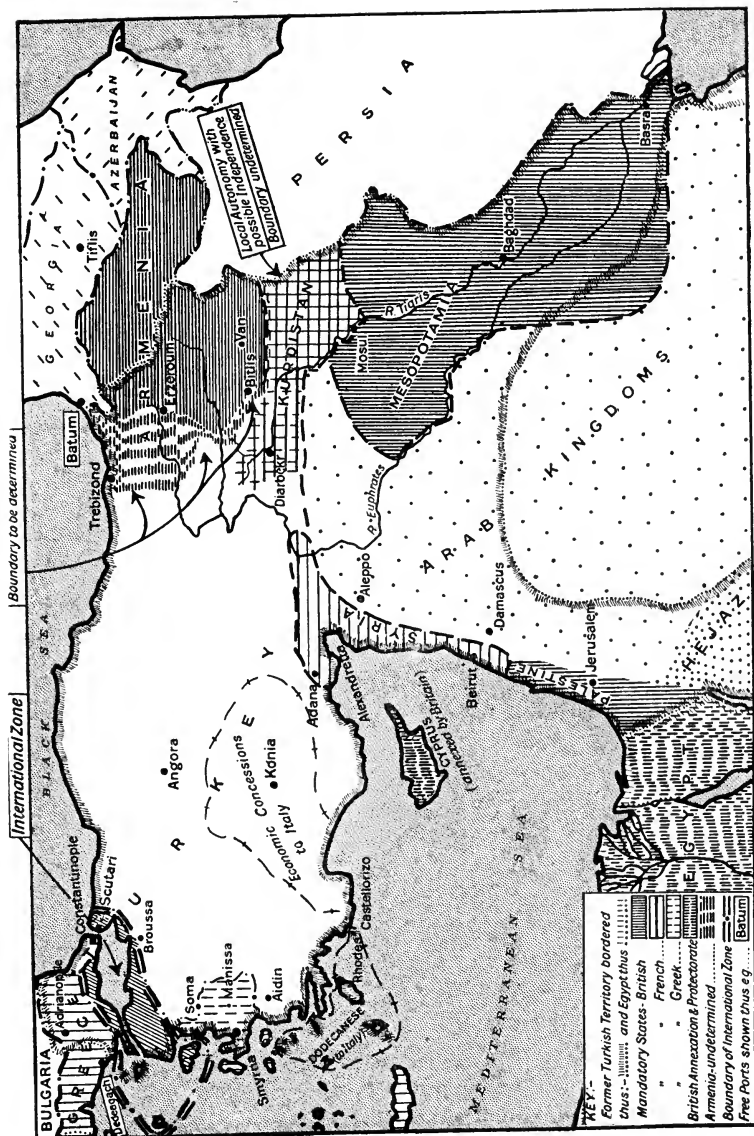 Boundary to be determined
International Zone
BLACK SEA
GEORGIA
AZERBAIJAN
Tiflis
Batum
Trebizond
ARMENIA
Erzeroum
Van
Bitlis
Local Autonomy with
possible Independence
Boundary undetermined
PERSIA
KURDISTAN
Diarbekr
Mosul
R. Tigris
MESOPOTAMIA
Baghdad
Basra
R. Euphrates
ARAB
KINGDOMS
BULGARIA
Adrianople
GREECE
Dedeagach
Constantinople
Scutari
Broussa
TURKEY
Angora
Economic Concessions
to Italy
Konia
Soma
Manissa
Smyrna
Aidin
DODECANESE
(to Italy)
Rhodes
Castellorizo
Adana
Alexandretta
Aleppo
SYRIA
Damascus
Beirut
CYPRUS
(annexed by Britain)
PALESTINE
Jerusalem
HEJAZ
EGYPT
MEDITERRANEAN SEA
KEY:-
Former Turkish Territory bordered
thus:- and Egypt thus
Mandatory States - British
" " French
" " Greek
British Annexation & Protectorate
Armenia-undetermined
Boundary of International Zone
Free Ports shown thus e.g. Batum